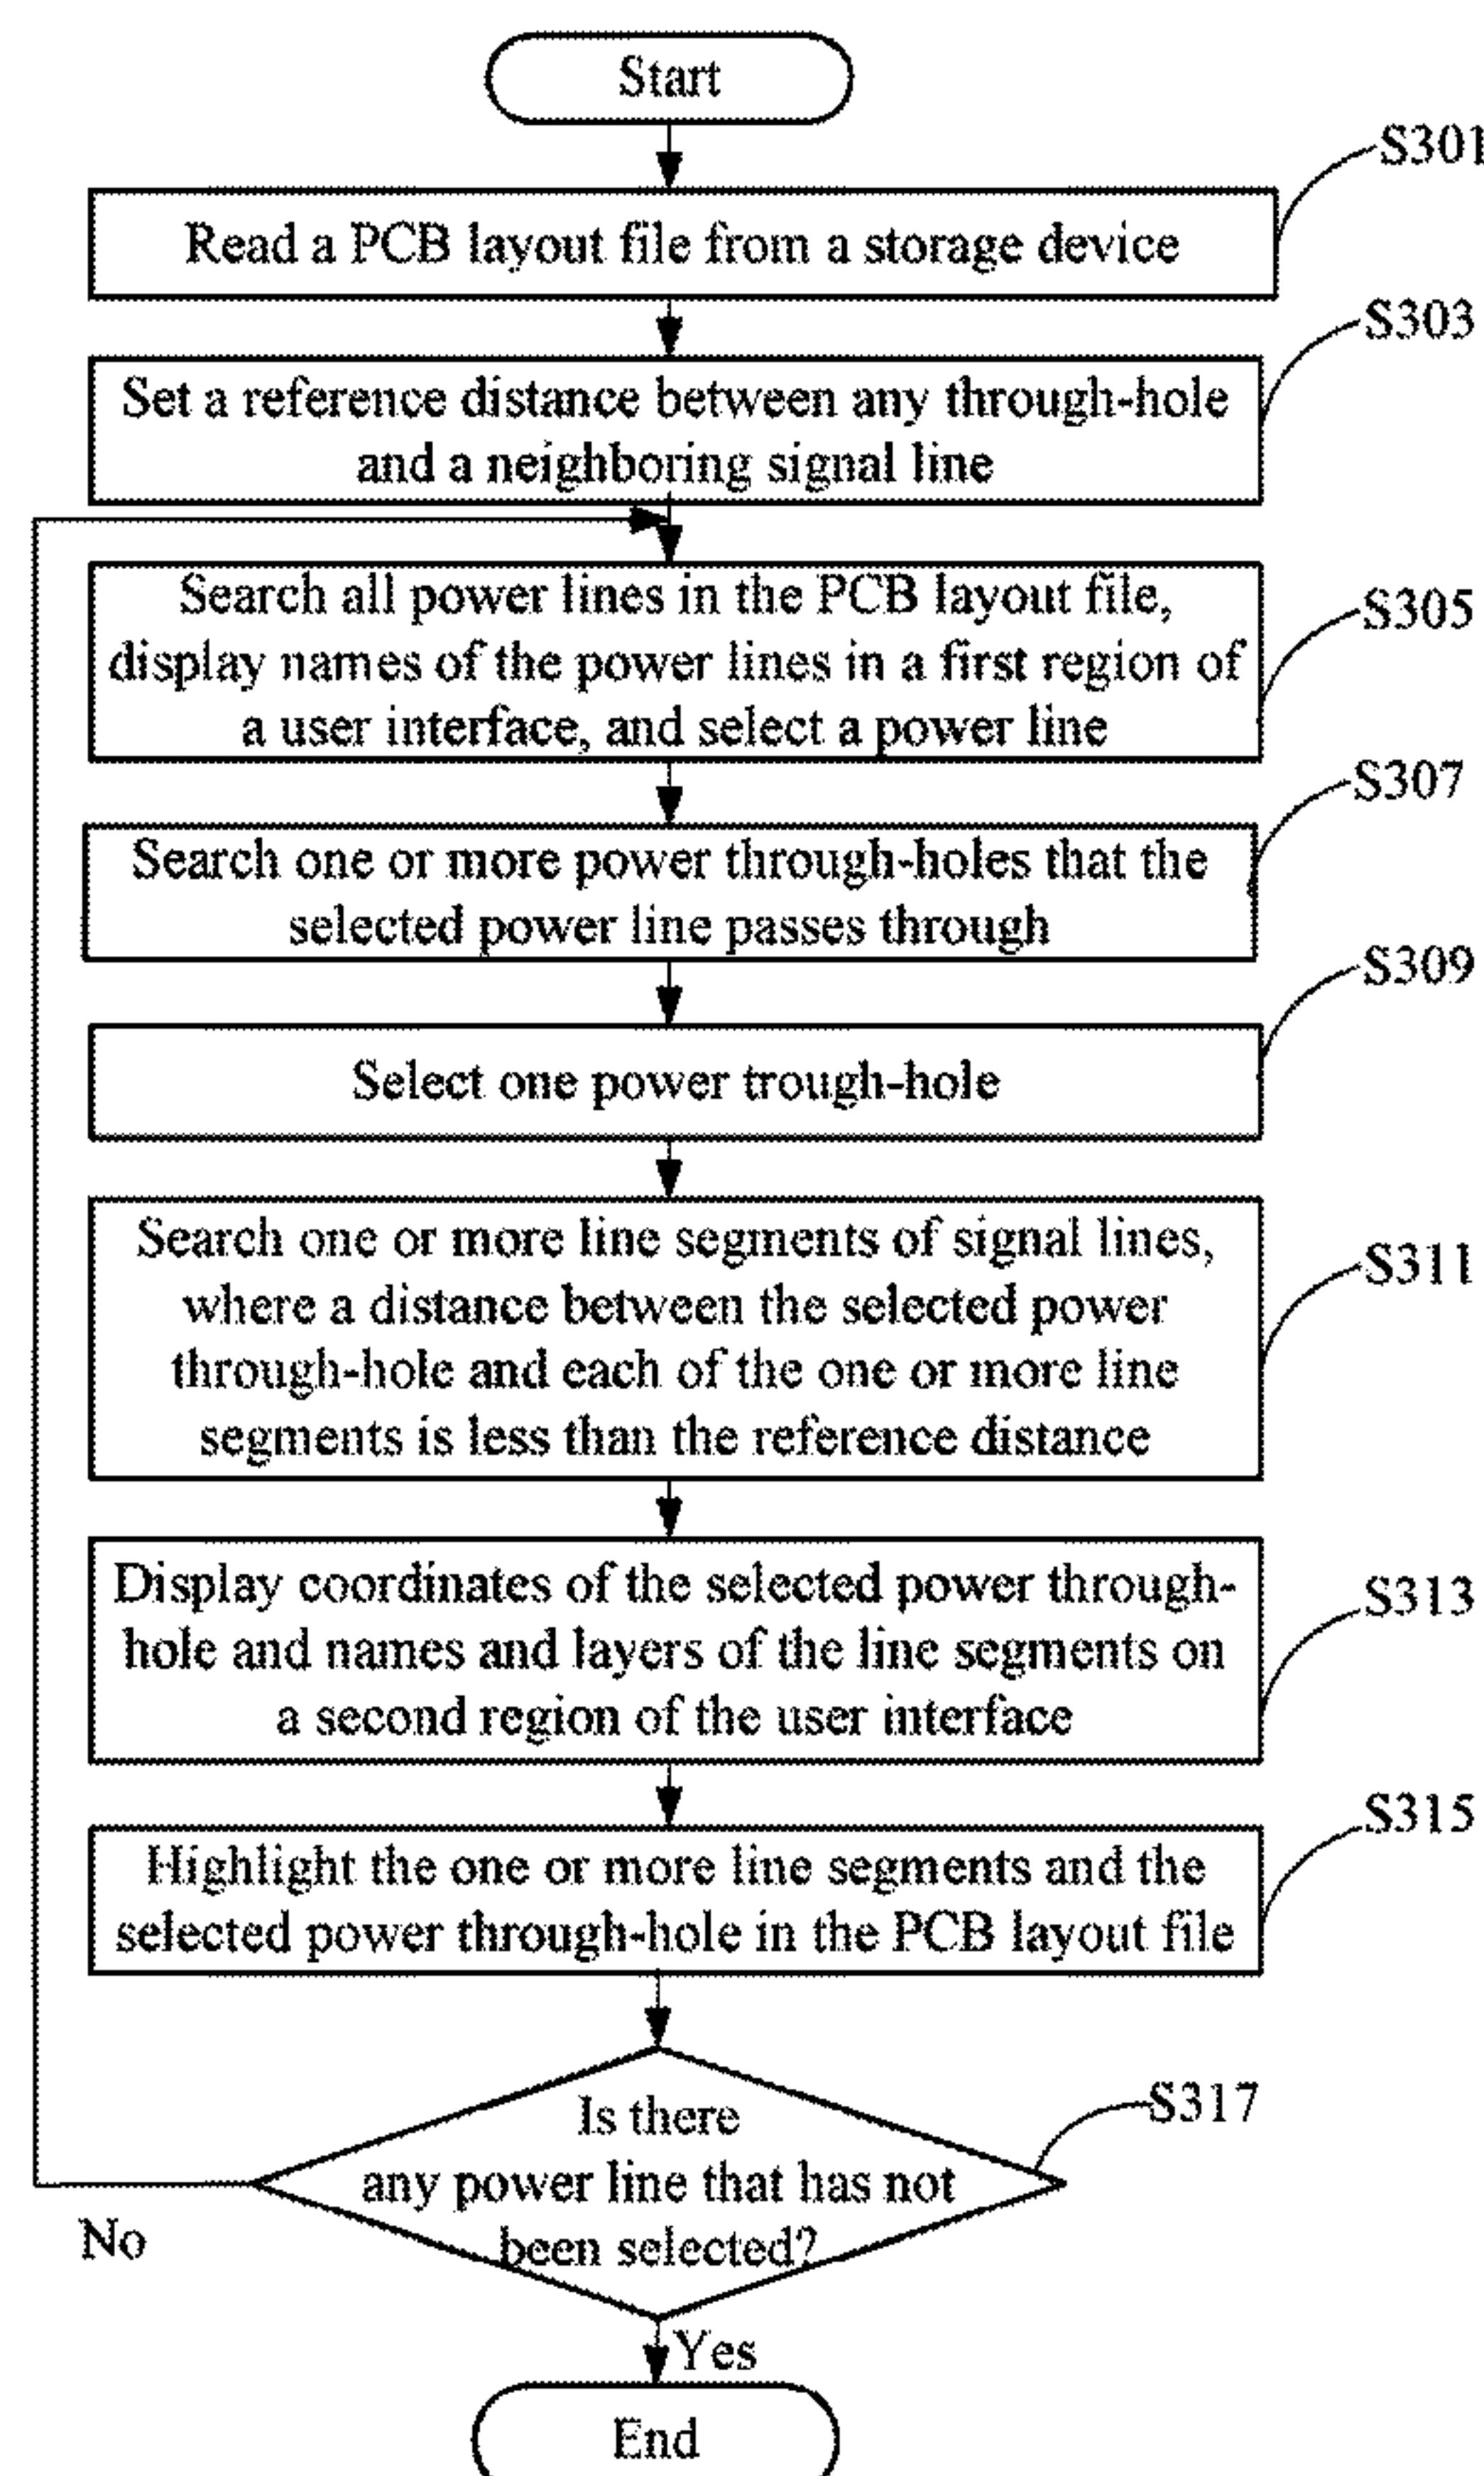 Start
S301
Read a PCB layout file from a storage device
S303
Set a reference distance between any through-hole
and a neighboring signal line
S305
Search all power lines in the PCB layout file,
display names of the power lines in a first region of
a user interface, and select a power line
S307
Search one or more power through-holes that the
selected power line passes through
S309
Select one power trough-hole
S311
Search one or more line segments of signal lines,
where a distance between the selected power
through-hole and each of the one or more line
segments is less than the reference distance
S313
Display coordinates of the selected power through-
hole and names and layers of the line segments on
a second region of the user interface
S315
Highlight the one or more line segments and the
selected power through-hole in the PCB layout file
S317
Is there
any power line that has not
been selected?
No
Yes
End